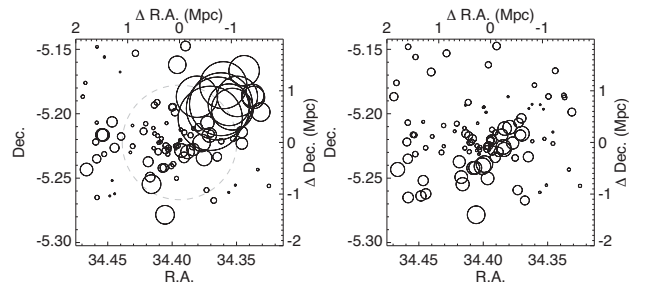 Δ R.A. (Mpc) Δ R.A. (Mpc)
2 1 0 -1 2 1 0 -1
-5.15 -5.15
1 1
-5.20 -5.20
Dec. 0 Δ Dec. (Mpc) Dec. 0 Δ Dec. (Mpc)
-5.25 -5.25
-1 -1
-5.30 -2 -5.30 -2
34.45 34.40 34.35 34.45 34.40 34.35
R.A. R.A.